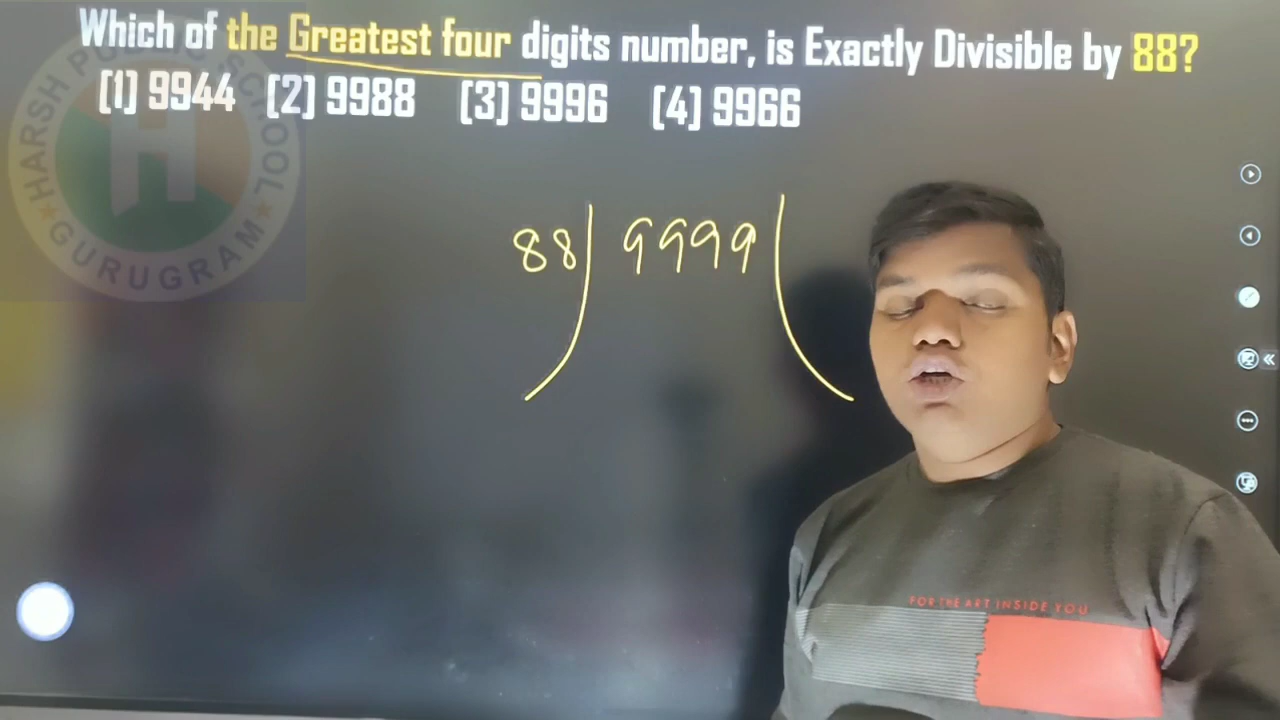 Which of the Greatest four digits number, is Exactly Divisible by 88?
(1) 9944 (2) 9988 (3) 9996 (4) 9966
HARSH PUBLIC SCHOOL
H
★ GURUGRAM ★
88) 9999 (
FOR THE ART INSIDE YOU